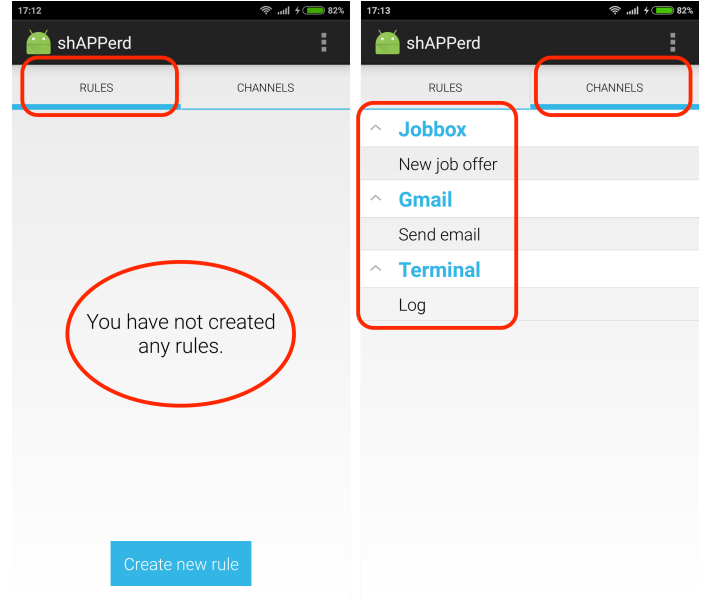 17:12
82%
shAPPerd
RULES
CHANNELS
You have not created
any rules.
Create new rule
17:13
82%
shAPPerd
RULES
CHANNELS
Jobbox
New job offer
Gmail
Send email
Terminal
Log